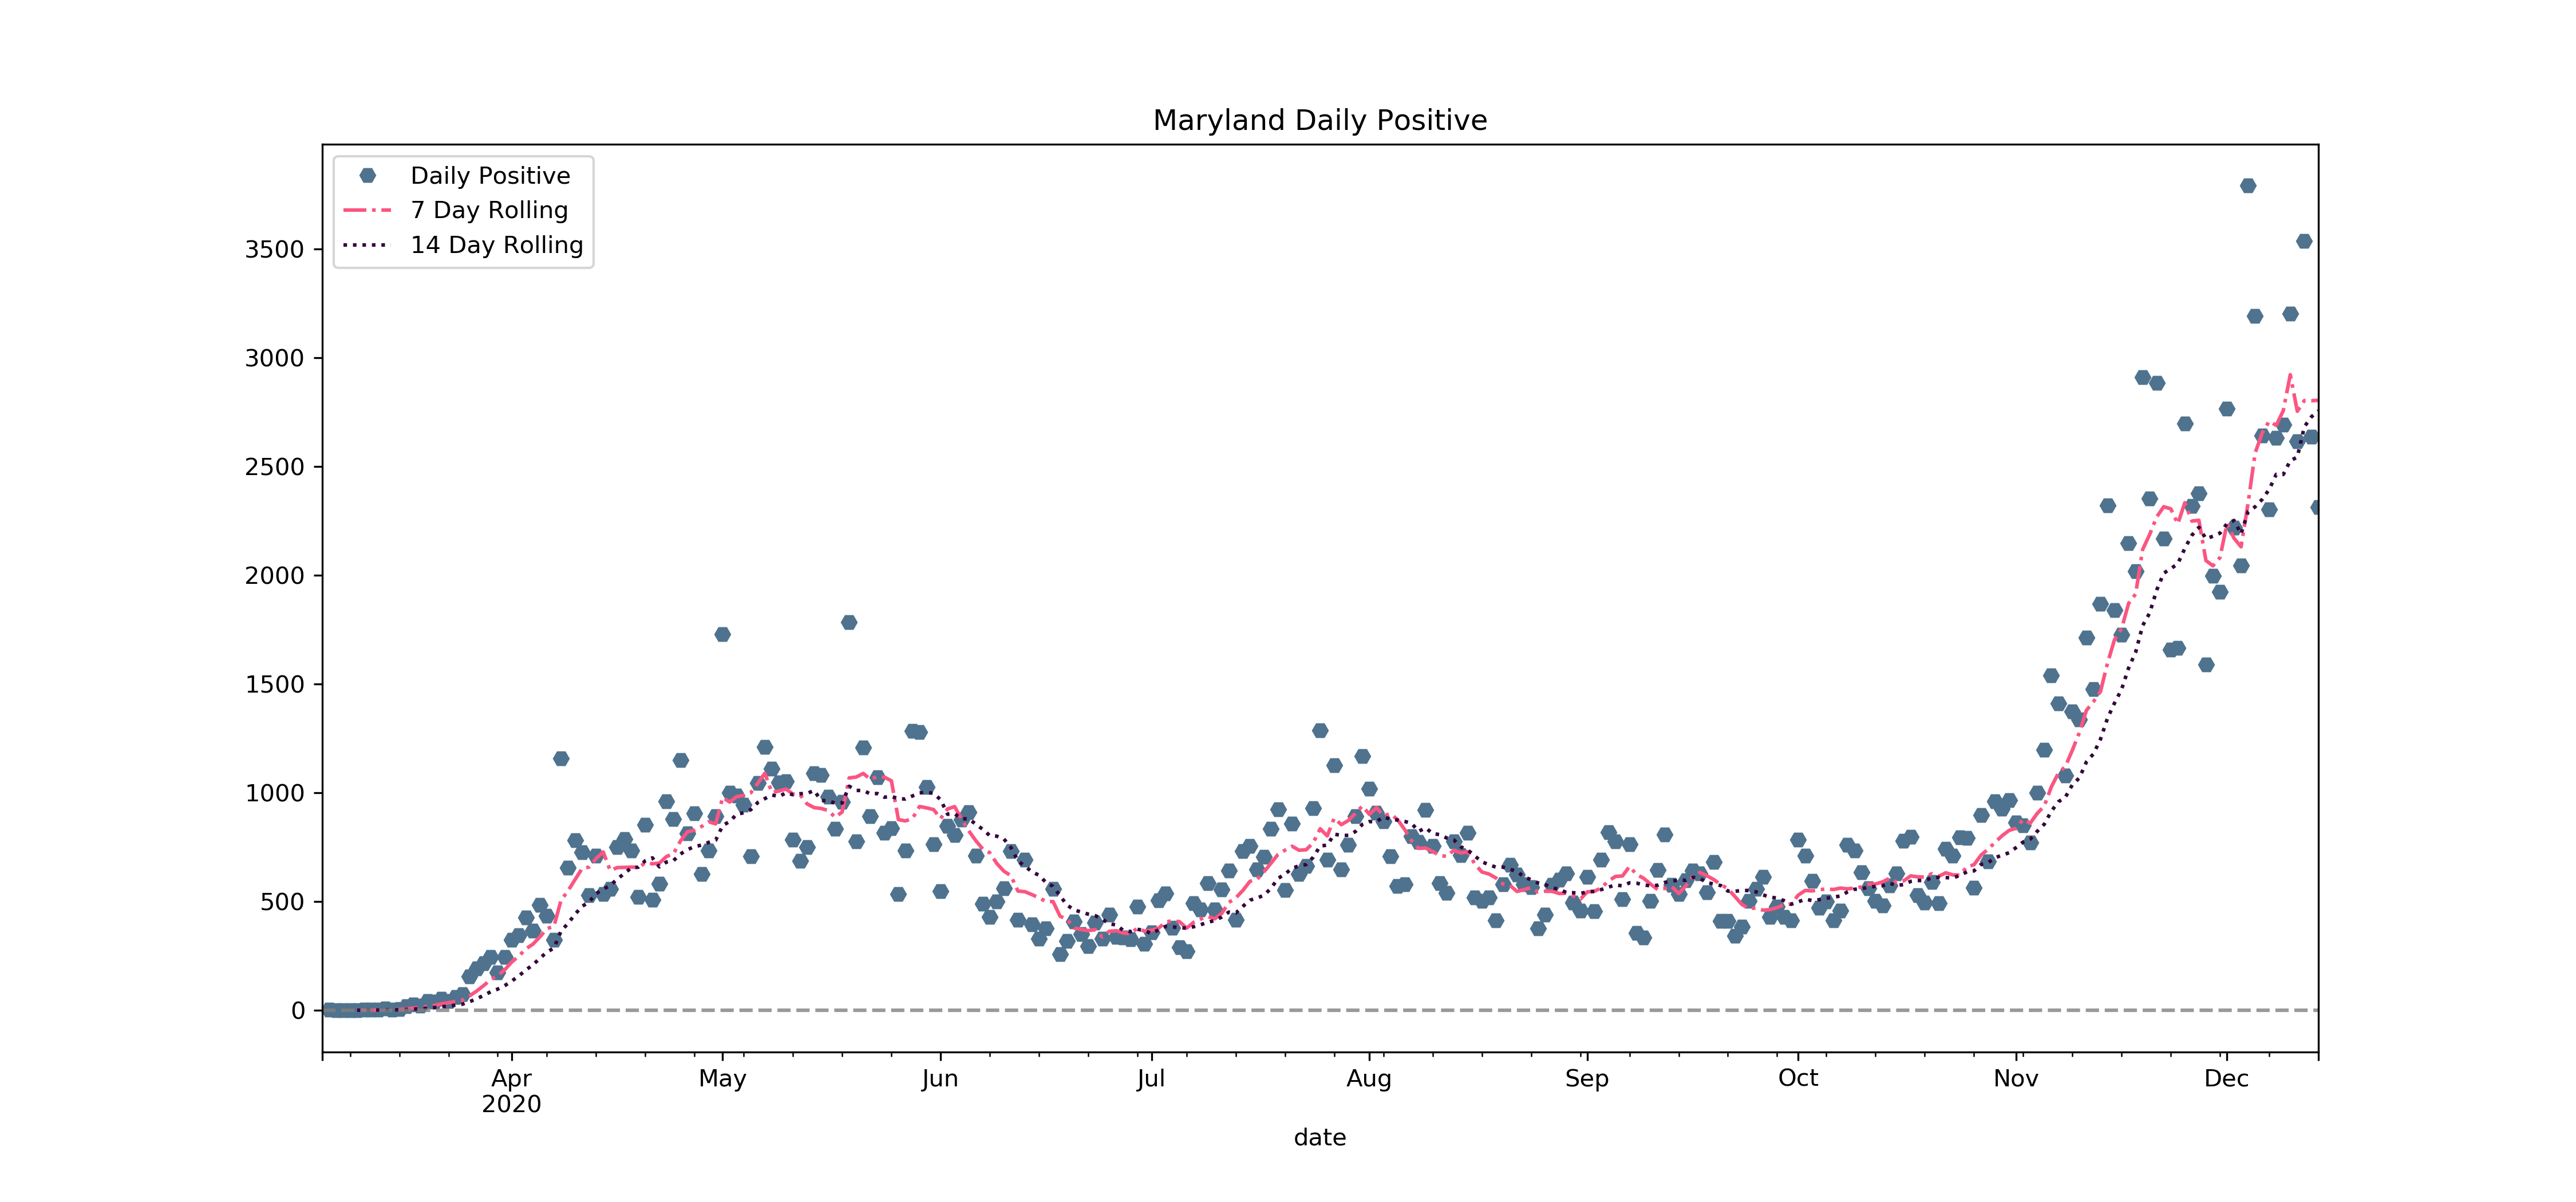 Maryland Daily Positive
Daily Positive
7 Day Rolling
14 Day Rolling
3500
3000
2500
2000
1500
1000
500
0
Apr May Jun Jul Aug Sep Oct Nov Dec
2020
date